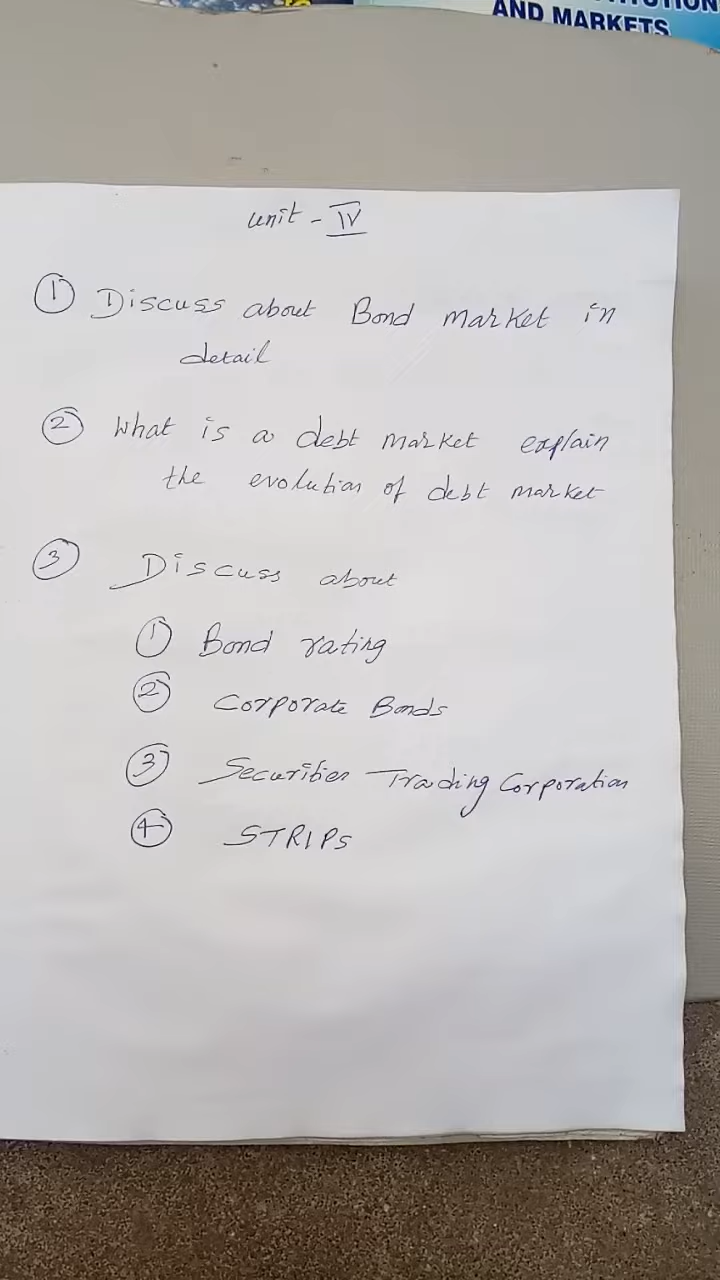 AND MARKETS
unit - IV
① Discuss about Bond market in
detail
② What is a debt market explain
the evolution of debt market
③ Discuss about
① Bond rating
② Corporate Bonds
③ Securities Trading Corporation
④ STRIPS